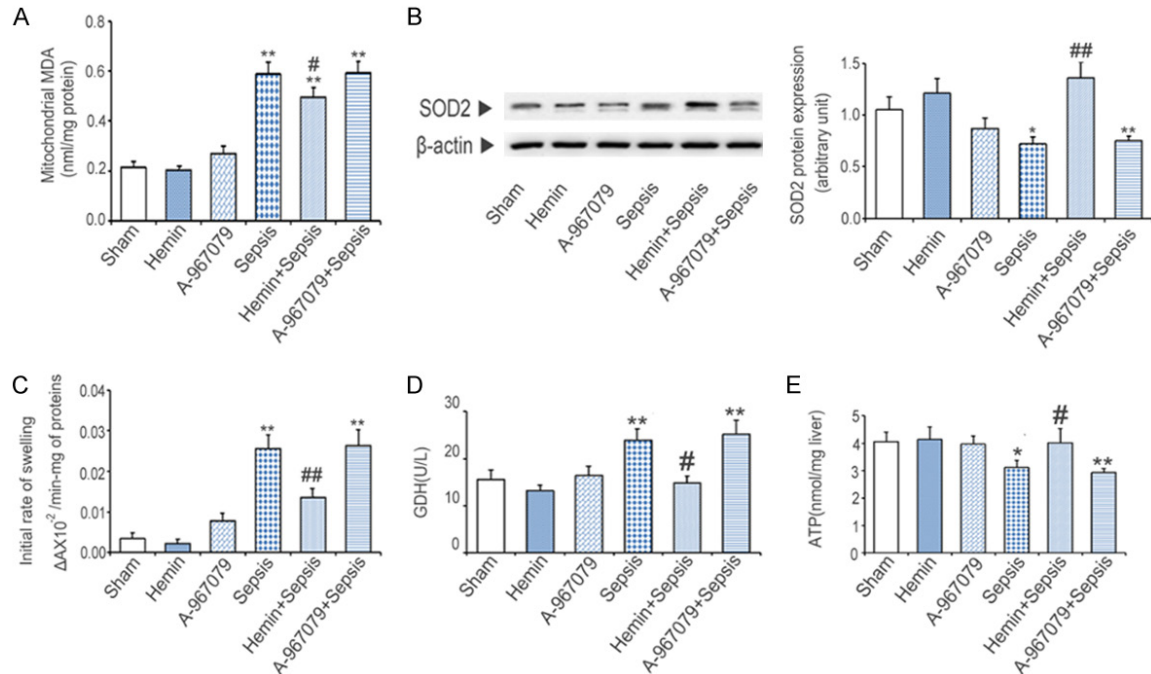 A
Mitochondrial MDA
(nml/mg protein)
0.8
0.6
0.4
0.2
0.0
**
#
**
**
Sham
Hemin
A-967079
Sepsis
Hemin+Sepsis
A-967079+Sepsis
B
SOD2
β-actin
Sham
Hemin
A-967079
Sepsis
Hemin+Sepsis
A-967079+Sepsis
SOD2 protein expression
(arbitrary unit)
1.5
1.0
0.5
0.0
*
##
**
Sham
Hemin
A-967079
Sepsis
Hemin+Sepsis
A-967079+Sepsis
C
Initial rate of swelling
ΔAX10⁻² /min-mg of proteins
0.04
0.03
0.02
0.01
0.00
**
##
**
Sham
Hemin
A-967079
Sepsis
Hemin+Sepsis
A-967079+Sepsis
D
GDH(U/L)
30
20
10
0
**
#
**
Sham
Hemin
A-967079
Sepsis
Hemin+Sepsis
A-967079+Sepsis
E
ATP(nmol/mg liver)
5
4
3
2
1
0
*
#
**
Sham
Hemin
A-967079
Sepsis
Hemin+Sepsis
A-967079+Sepsis